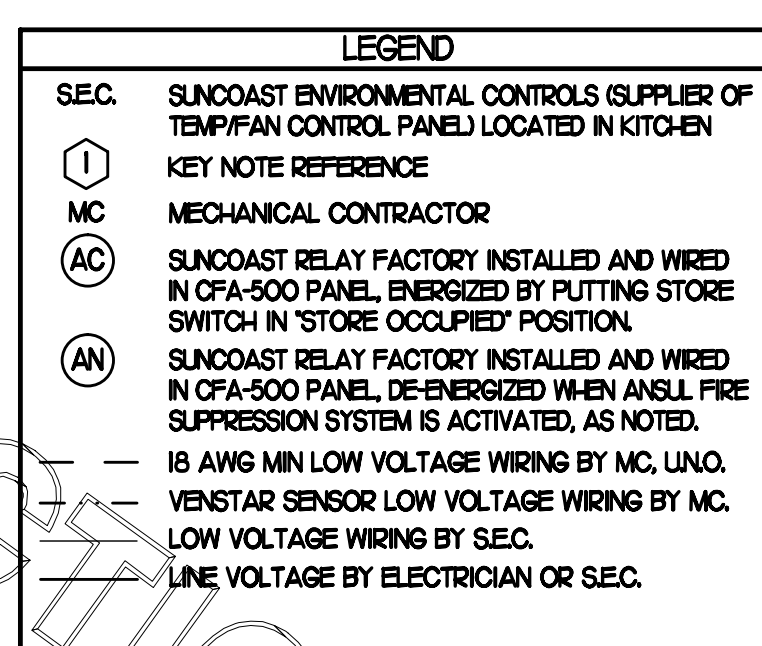 LEGEND
S.E.C. SUNCOAST ENVIRONMENTAL CONTROLS (SUPPLIER OF
TEMP/FAN CONTROL PANEL) LOCATED IN KITCHEN
1 KEY NOTE REFERENCE
MC MECHANICAL CONTRACTOR
AC SUNCOAST RELAY FACTORY INSTALLED AND WIRED
IN CFA-500 PANEL, ENERGIZED BY PUTTING STORE
SWITCH IN "STORE OCCUPIED" POSITION.
AN SUNCOAST RELAY FACTORY INSTALLED AND WIRED
IN CFA-500 PANEL, DE-ENERGIZED WHEN ANSUL FIRE
SUPPRESSION SYSTEM IS ACTIVATED, AS NOTED.
18 AWG MIN LOW VOLTAGE WIRING BY MC, U.N.O.
VENSTAR SENSOR LOW VOLTAGE WIRING BY MC.
LOW VOLTAGE WIRING BY S.E.C.
LINE VOLTAGE BY ELECTRICIAN OR S.E.C.